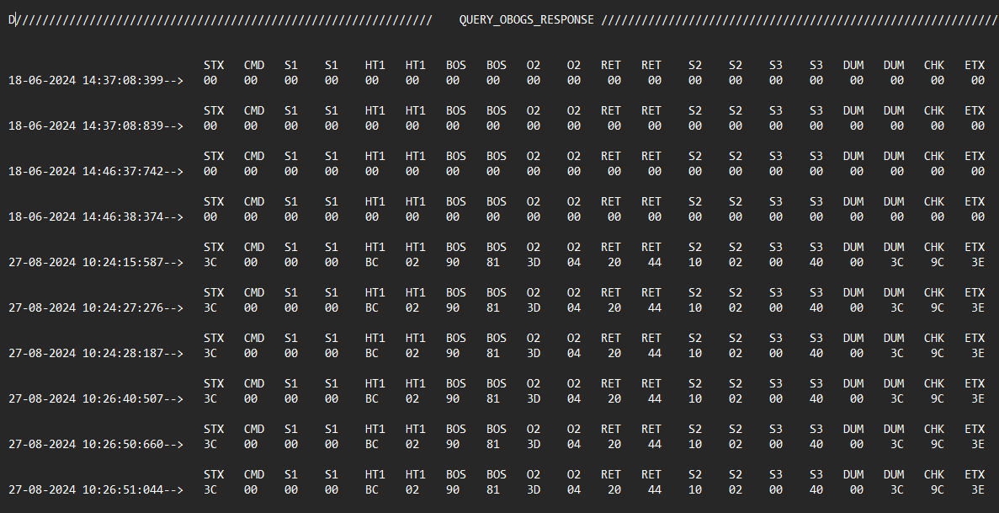 D////////////////////////////////////////////////////////////// QUERY_OBOGS_RESPONSE ///////////////////////////////////////////////////////////
STX CMD S1 S1 HT1 HT1 BOS BOS O2 O2 RET RET S2 S2 S3 S3 DUM DUM CHK ETX
18-06-2024 14:37:08:399--> 00 00 00 00 00 00 00 00 00 00 00 00 00 00 00 00 00 00 00 00
STX CMD S1 S1 HT1 HT1 BOS BOS O2 O2 RET RET S2 S2 S3 S3 DUM DUM CHK ETX
18-06-2024 14:37:08:839--> 00 00 00 00 00 00 00 00 00 00 00 00 00 00 00 00 00 00 00 00
STX CMD S1 S1 HT1 HT1 BOS BOS O2 O2 RET RET S2 S2 S3 S3 DUM DUM CHK ETX
18-06-2024 14:46:37:742--> 00 00 00 00 00 00 00 00 00 00 00 00 00 00 00 00 00 00 00 00
STX CMD S1 S1 HT1 HT1 BOS BOS O2 O2 RET RET S2 S2 S3 S3 DUM DUM CHK ETX
18-06-2024 14:46:38:374--> 00 00 00 00 00 00 00 00 00 00 00 00 00 00 00 00 00 00 00 00
STX CMD S1 S1 HT1 HT1 BOS BOS O2 O2 RET RET S2 S2 S3 S3 DUM DUM CHK ETX
27-08-2024 10:24:15:587--> 3C 00 00 00 BC 02 90 81 3D 04 20 44 10 02 00 40 00 3C 9C 3E
STX CMD S1 S1 HT1 HT1 BOS BOS O2 O2 RET RET S2 S2 S3 S3 DUM DUM CHK ETX
27-08-2024 10:24:27:276--> 3C 00 00 00 BC 02 90 81 3D 04 20 44 10 02 00 40 00 3C 9C 3E
STX CMD S1 S1 HT1 HT1 BOS BOS O2 O2 RET RET S2 S2 S3 S3 DUM DUM CHK ETX
27-08-2024 10:24:28:187--> 3C 00 00 00 BC 02 90 81 3D 04 20 44 10 02 00 40 00 3C 9C 3E
STX CMD S1 S1 HT1 HT1 BOS BOS O2 O2 RET RET S2 S2 S3 S3 DUM DUM CHK ETX
27-08-2024 10:26:40:507--> 3C 00 00 00 BC 02 90 81 3D 04 20 44 10 02 00 40 00 3C 9C 3E
STX CMD S1 S1 HT1 HT1 BOS BOS O2 O2 RET RET S2 S2 S3 S3 DUM DUM CHK ETX
27-08-2024 10:26:50:660--> 3C 00 00 00 BC 02 90 81 3D 04 20 44 10 02 00 40 00 3C 9C 3E
STX CMD S1 S1 HT1 HT1 BOS BOS O2 O2 RET RET S2 S2 S3 S3 DUM DUM CHK ETX
27-08-2024 10:26:51:044--> 3C 00 00 00 BC 02 90 81 3D 04 20 44 10 02 00 40 00 3C 9C 3E